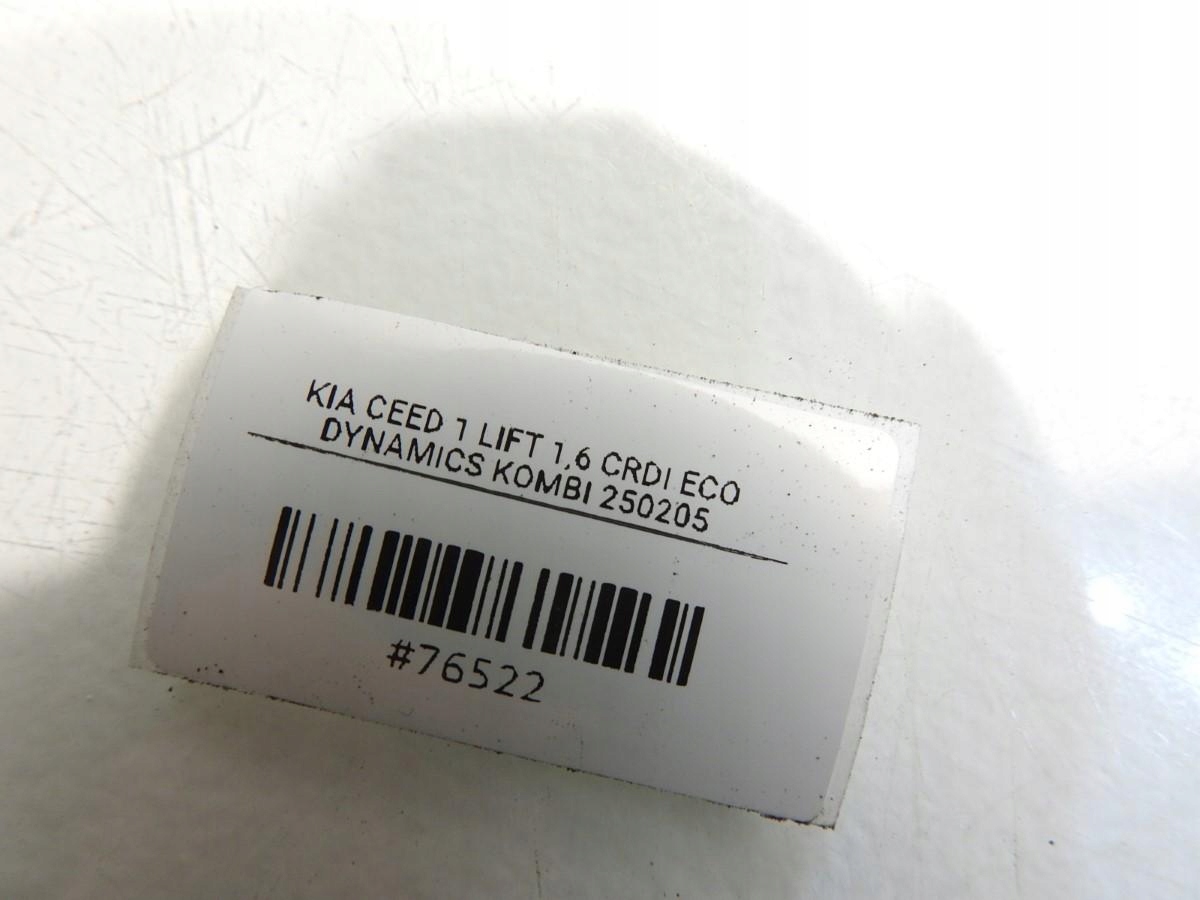 KIA CEED 1 LIFT 1,6 CRDI ECO
DYNAMICS KOMBI 250205
#76522